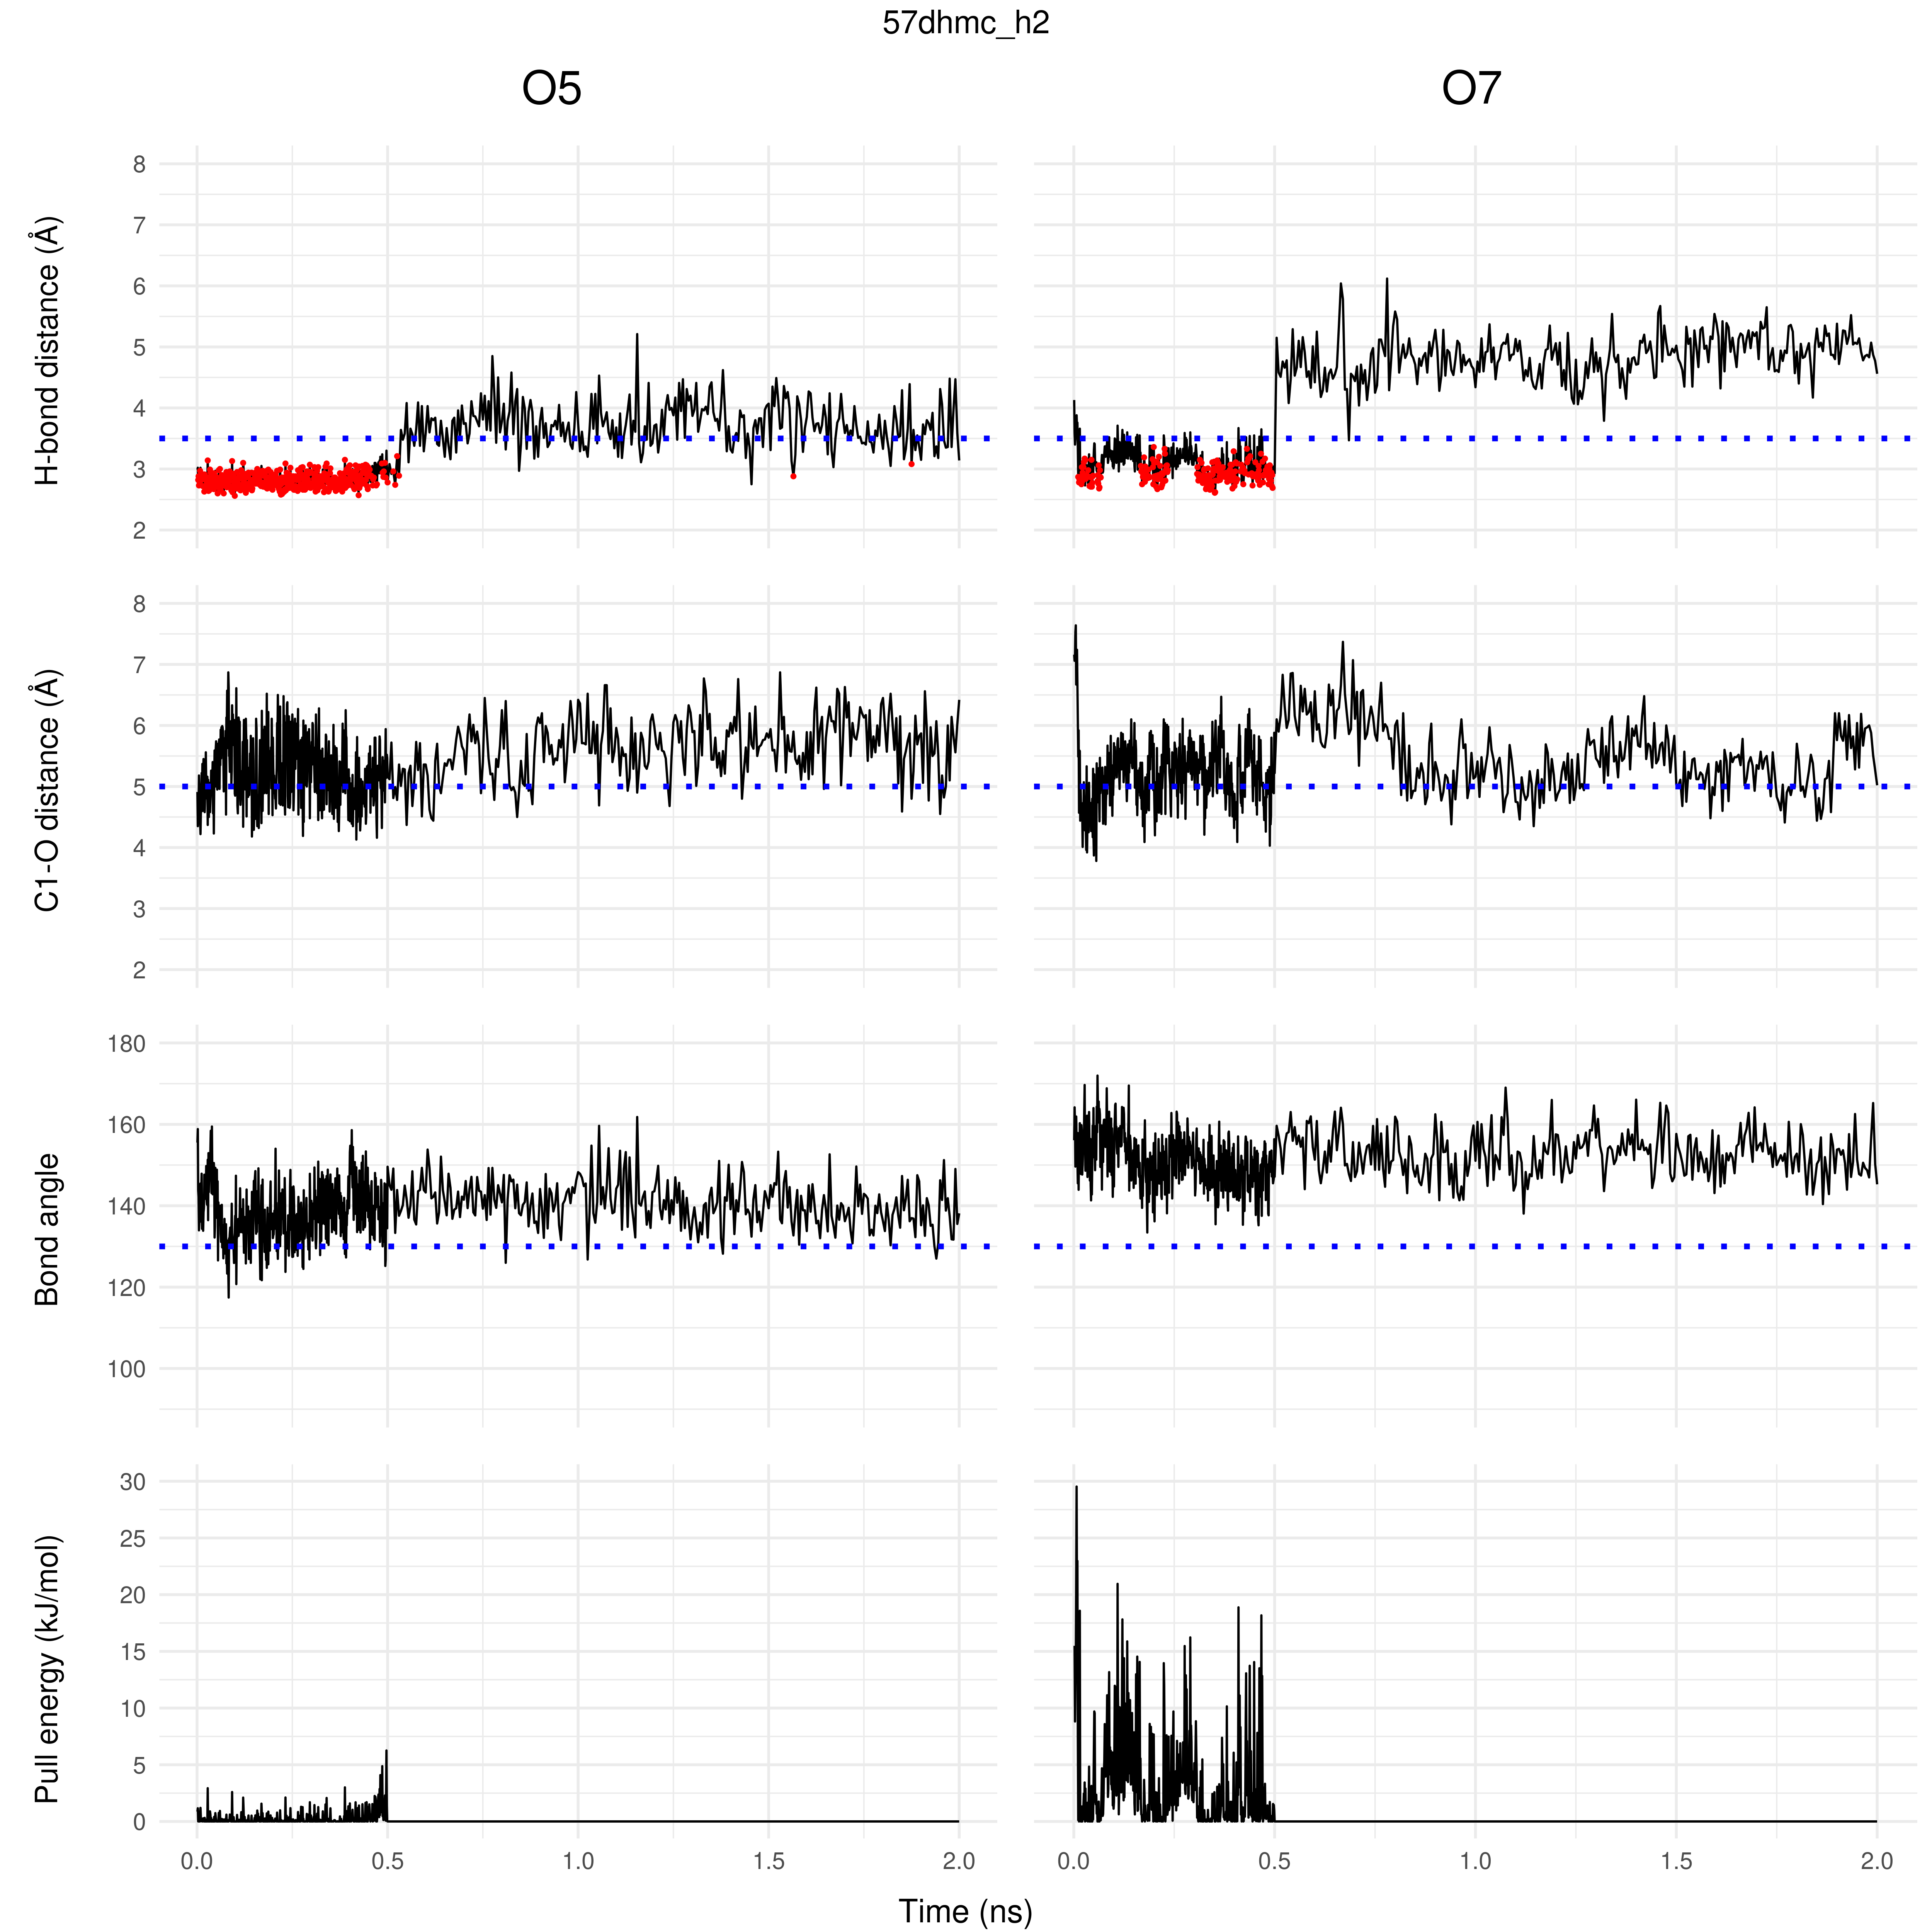 57dhmc_h2
O5
O7
H-bond distance (Å)
8
7
6
5
4
3
2
C1-O distance (Å)
8
7
6
5
4
3
2
Bond angle
180
160
140
120
100
Pull energy (kJ/mol)
30
25
20
15
10
5
0
0.0 0.5 1.0 1.5 2.0 0.0 0.5 1.0 1.5 2.0
Time (ns)